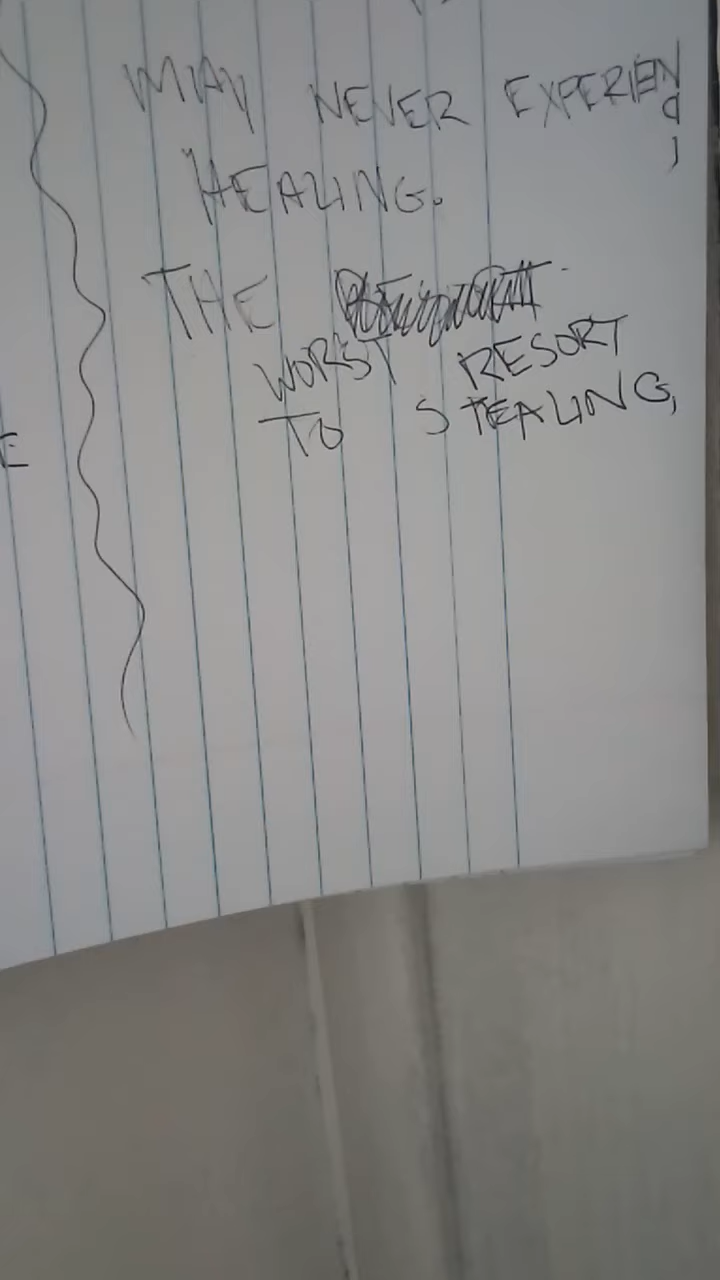 MAY NEVER EXPERIEN
HEALING.
THE
WORST RESORT
TO STEALING,
E